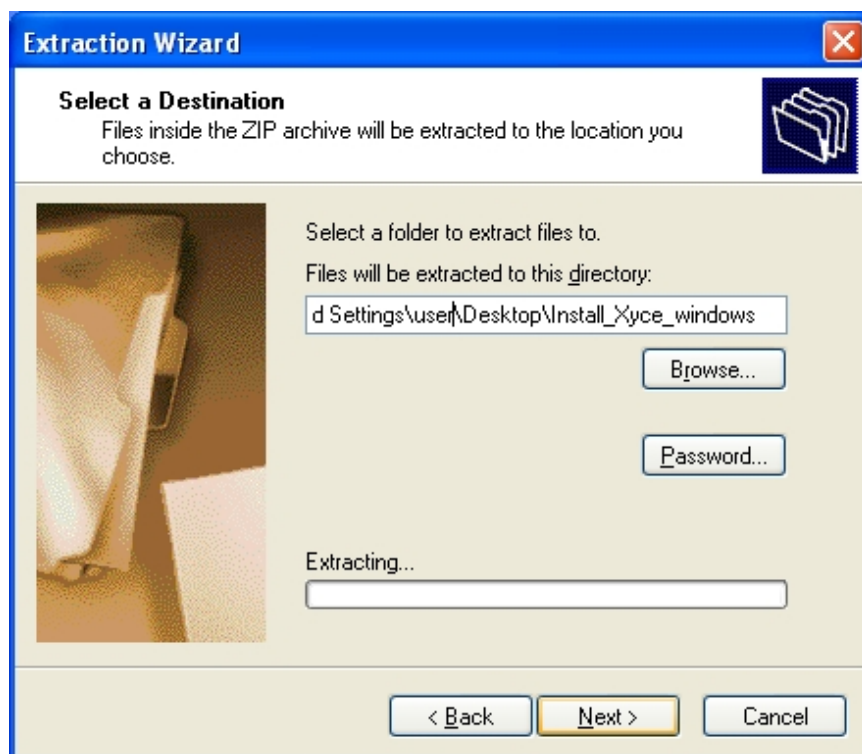 Extraction Wizard
Select a Destination
Files inside the ZIP archive will be extracted to the location you
choose.
Select a folder to extract files to.
Files will be extracted to this directory:
d Settings\user\Desktop\Install_Xyce_windows
Browse...
Password...
Extracting...
< Back
Next >
Cancel